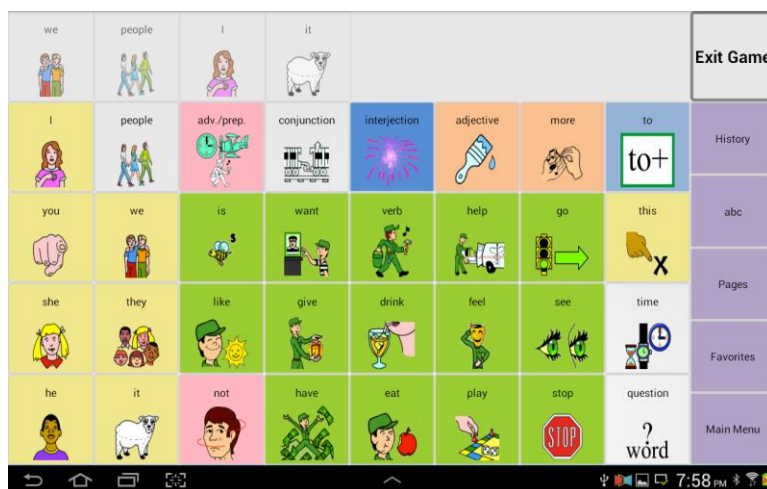 we people I it
Exit Game
I people adv./prep. conjunction interjection adjective more to
to+
History
you we is want verb help go this
s
X
abc
she they like give drink feel see time
Pages
Favorites
he it not have eat play stop question
STOP
?
word
Main Menu
7:58 PM